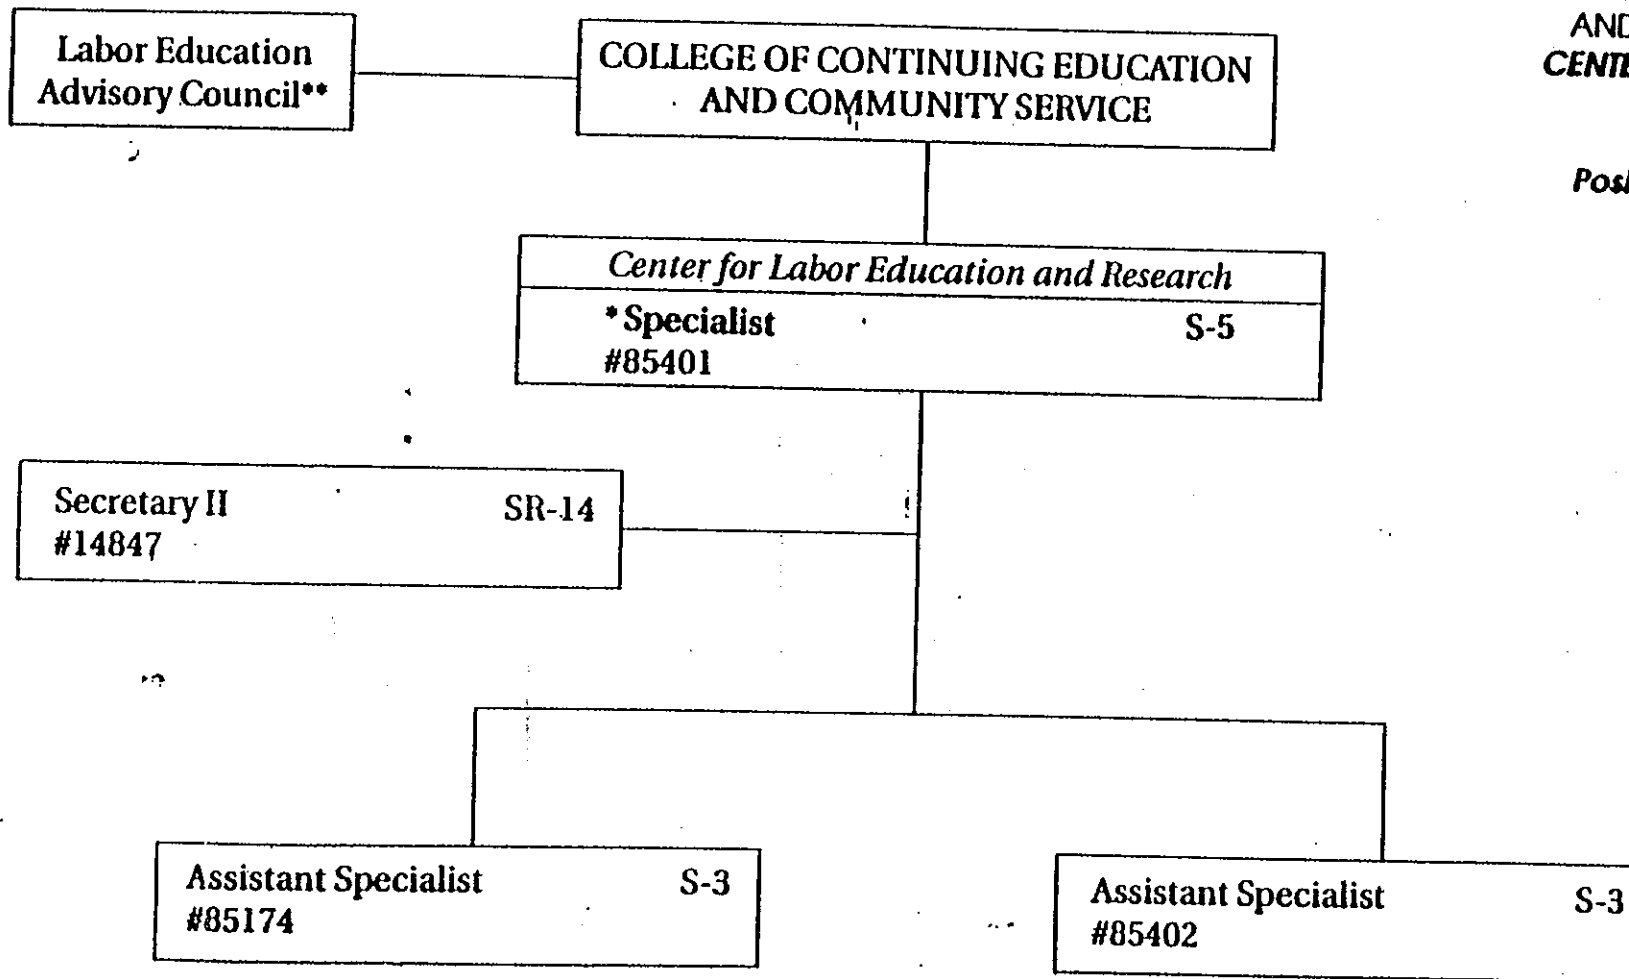 Labor Education
Advisory Council**
COLLEGE OF CONTINUING EDUCATION
AND COMMUNITY SERVICE
Center for Labor Education and Research
*Specialist S-5
#85401
Secretary II SR-14
#14847
Assistant Specialist S-3
#85174
Assistant Specialist S-3
#85402
AND